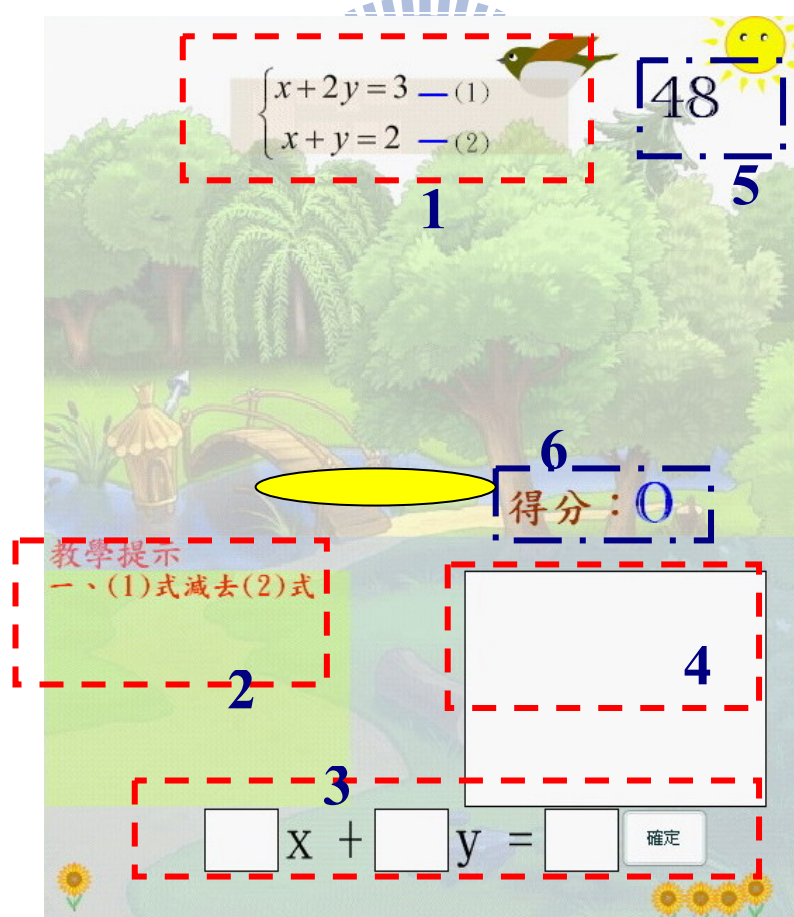 x+2y=3 —(1)
x+y=2 —(2)
48
1
5
6
得分：0
教學提示
一、(1)式減去(2)式
2
4
3
x + y = 確定